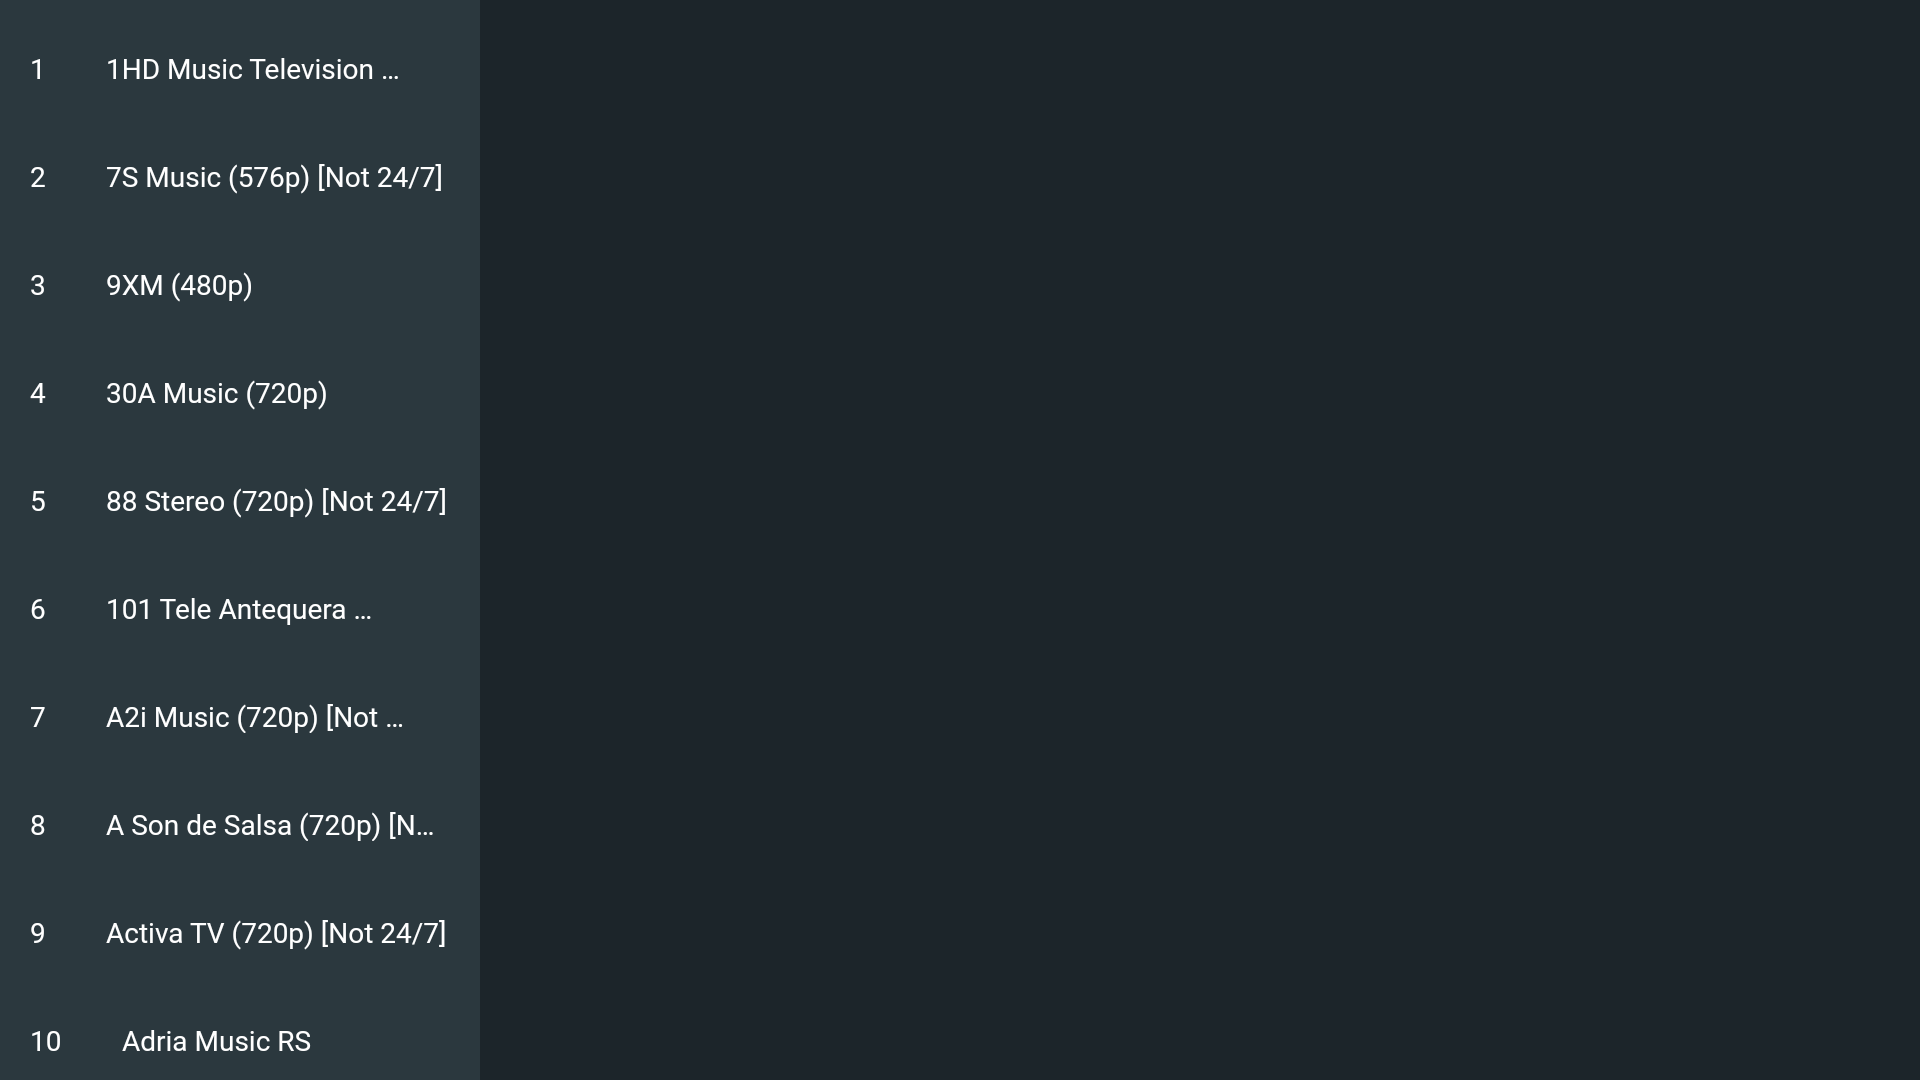 1 1HD Music Television ...
2 7S Music (576p) [Not 24/7]
3 9XM (480p)
4 30A Music (720p)
5 88 Stereo (720p) [Not 24/7]
6 101 Tele Antequera ...
7 A2i Music (720p) [Not ...
8 A Son de Salsa (720p) [N...
9 Activa TV (720p) [Not 24/7]
10 Adria Music RS